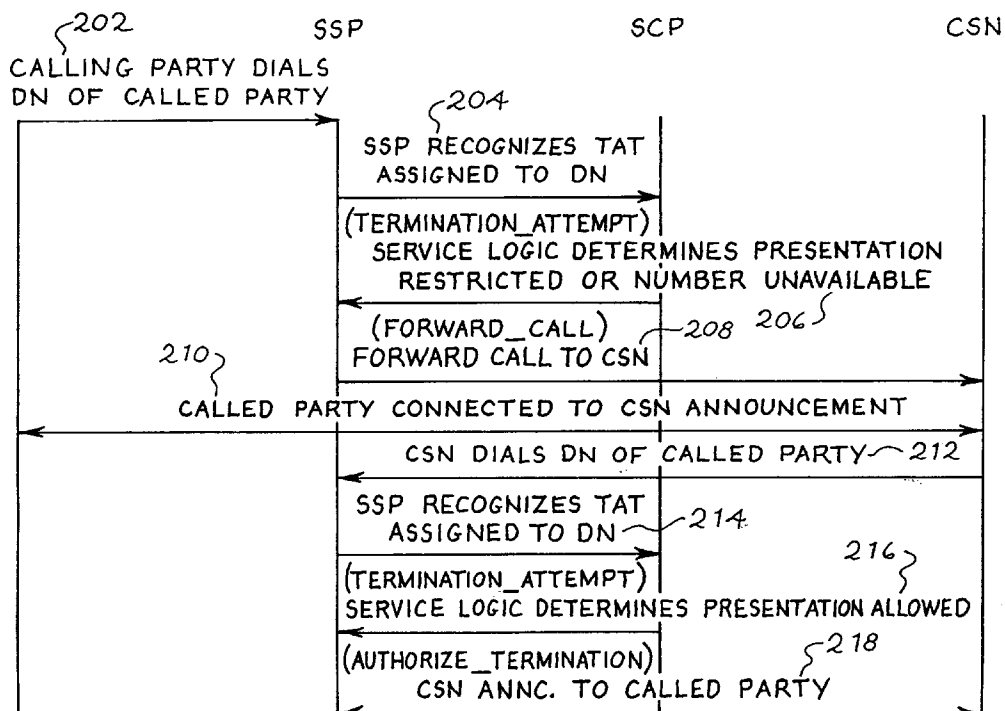 202
SSP SCP CSN
CALLING PARTY DIALS
DN OF CALLED PARTY
204
SSP RECOGNIZES TAT
ASSIGNED TO DN
(TERMINATION_ATTEMPT)
SERVICE LOGIC DETERMINES PRESENTATION
RESTRICTED OR NUMBER UNAVAILABLE
206
(FORWARD_CALL)
208
FORWARD CALL TO CSN
210
CALLED PARTY CONNECTED TO CSN ANNOUNCEMENT
CSN DIALS DN OF CALLED PARTY 212
SSP RECOGNIZES TAT
ASSIGNED TO DN 214
216
(TERMINATION_ATTEMPT)
SERVICE LOGIC DETERMINES PRESENTATION ALLOWED
(AUTHORIZE_TERMINATION)
218
CSN ANNC. TO CALLED PARTY